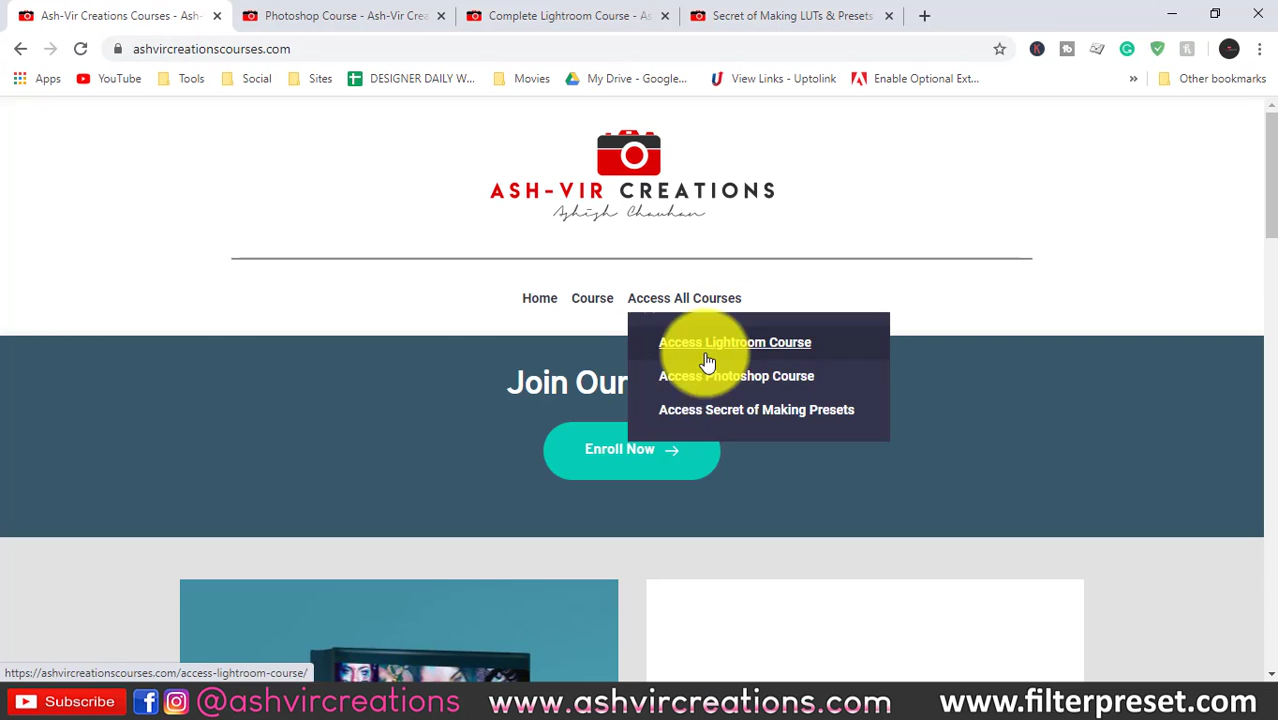 Ash-Vir Creations Courses - Ash-
Photoshop Course - Ash-Vir Crea
Complete Lightroom Course - As
Secret of Making LUTs & Presets
ashvircreationscourses.com
Apps
YouTube
Tools
Social
Sites
DESIGNER DAILY W...
Movies
My Drive - Google...
View Links - Uptolink
Enable Optional Ext...
»
Other bookmarks
ASH-VIR CREATIONS
Ashish Chauhan
Home
Course
Access All Courses
Access Lightroom Course
Access Photoshop Course
Access Secret of Making Presets
Join Our
Enroll Now →
https://ashvircreationscourses.com/access-lightroom-course/
Subscribe
@ashvircreations
www.ashvircreations.com
www.filterpreset.com